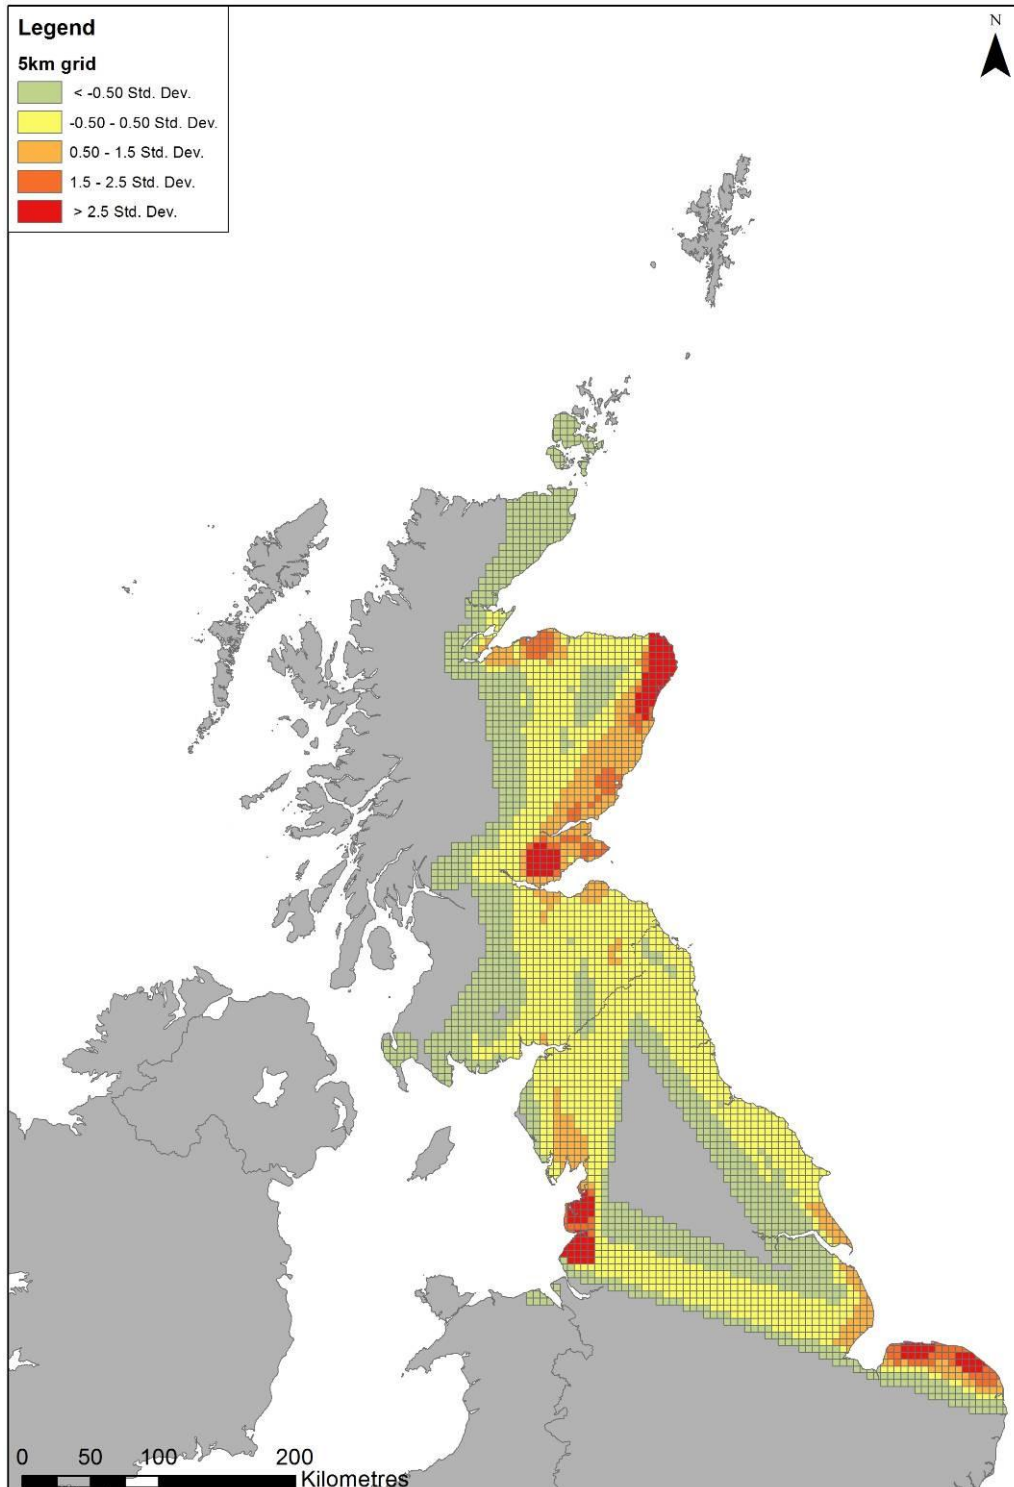 Legend
N
5km grid
< -0.50 Std. Dev.
-0.50 - 0.50 Std. Dev.
0.50 - 1.5 Std. Dev.
1.5 - 2.5 Std. Dev.
> 2.5 Std. Dev.
0 50 100 200
Kilometres